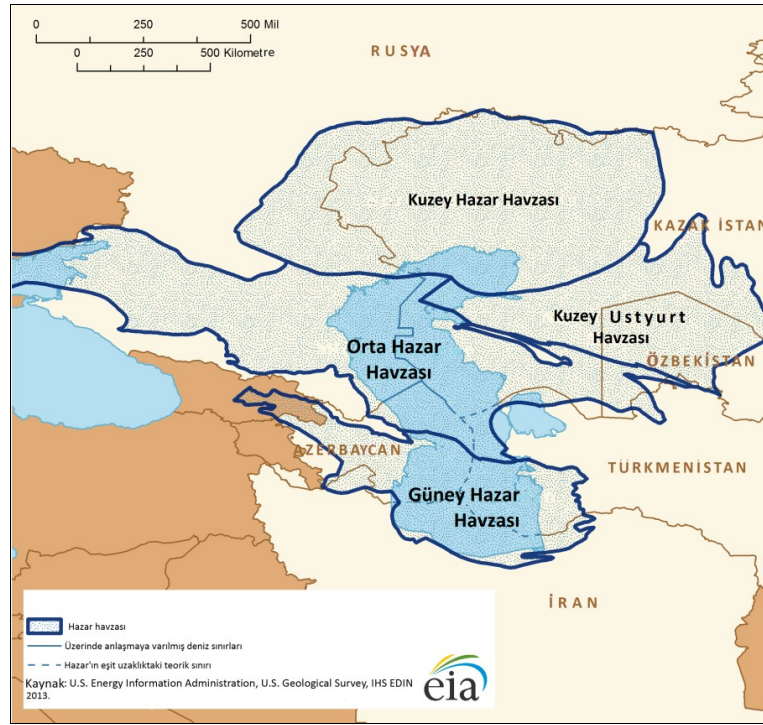 0 250 500 Mil
0 250 500 Kilometre
RUSYA
Kuzey Hazar Havzası
KAZAK İSTAN
Kuzey Ustyurt
Havzası
Orta Hazar
Havzası
ÖZBEKİSTAN
AZERBAYCAN
TÜRKMENİSTAN
Güney Hazar
Havzası
İRAN
Hazar havzası
Üzerinde anlaşmaya varılmış deniz sınırları
Hazar'ın eşit uzaklıktaki teorik sınırı
Kaynak: U.S. Energy Information Administration, U.S. Geological Survey, IHS EDIN
2013.
eia